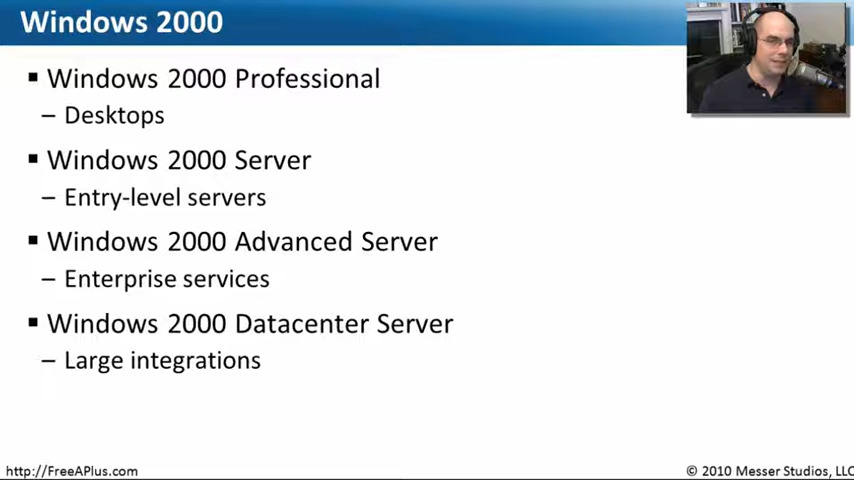 Windows 2000
▪ Windows 2000 Professional
– Desktops
▪ Windows 2000 Server
– Entry-level servers
▪ Windows 2000 Advanced Server
– Enterprise services
▪ Windows 2000 Datacenter Server
– Large integrations
http://FreeAPlus.com
© 2010 Messer Studios, LLC